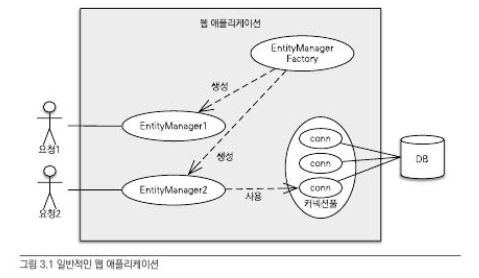 웹 애플리케이션
EntityManager
Factory
생성
요청1
EntityManager1
생성
conn
conn
DB
요청2
EntityManager2
사용
conn
커넥션풀
그림 3.1 일반적인 웹 애플리케이션